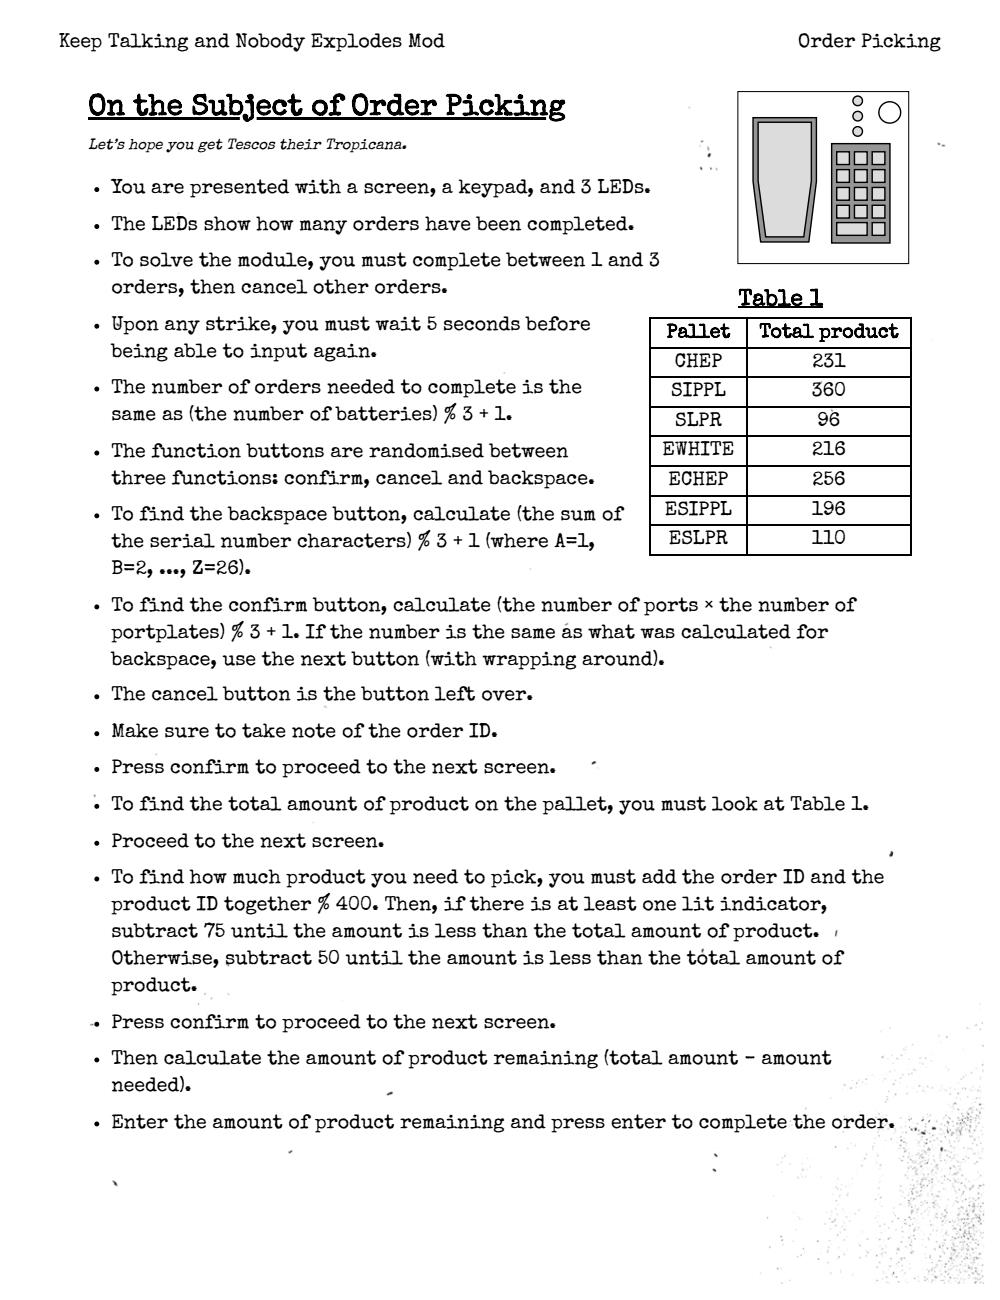 Keep Talking and Nobody Explodes Mod
Order Picking
On the Subject of Order Picking
Let's hope you get Tescos their Tropicana.
• You are presented with a screen, a keypad, and 3 LEDs.
• The LEDs show how many orders have been completed.
• To solve the module, you must complete between 1 and 3
orders, then cancel other orders.
• Upon any strike, you must wait 5 seconds before
being able to input again.
• The number of orders needed to complete is the
same as (the number of batteries) % 3 + 1.
• The function buttons are randomised between
three functions: confirm, cancel and backspace.
• To find the backspace button, calculate (the sum of
the serial number characters) % 3 + 1 (where A=1,
B=2, ..., Z=26).
Table 1
Pallet Total product
CHEP 231
SIPPL 360
SLPR 96
EWHITE 216
ECHEP 256
ESIPPL 196
ESLPR 110
• To find the confirm button, calculate (the number of ports × the number of
portplates) % 3 + 1. If the number is the same as what was calculated for
backspace, use the next button (with wrapping around).
• The cancel button is the button left over.
• Make sure to take note of the order ID.
• Press confirm to proceed to the next screen.
• To find the total amount of product on the pallet, you must look at Table 1.
• Proceed to the next screen.
• To find how much product you need to pick, you must add the order ID and the
product ID together % 400. Then, if there is at least one lit indicator,
subtract 75 until the amount is less than the total amount of product.
Otherwise, subtract 50 until the amount is less than the total amount of
product.
• Press confirm to proceed to the next screen.
• Then calculate the amount of product remaining (total amount - amount
needed).
• Enter the amount of product remaining and press enter to complete the order.